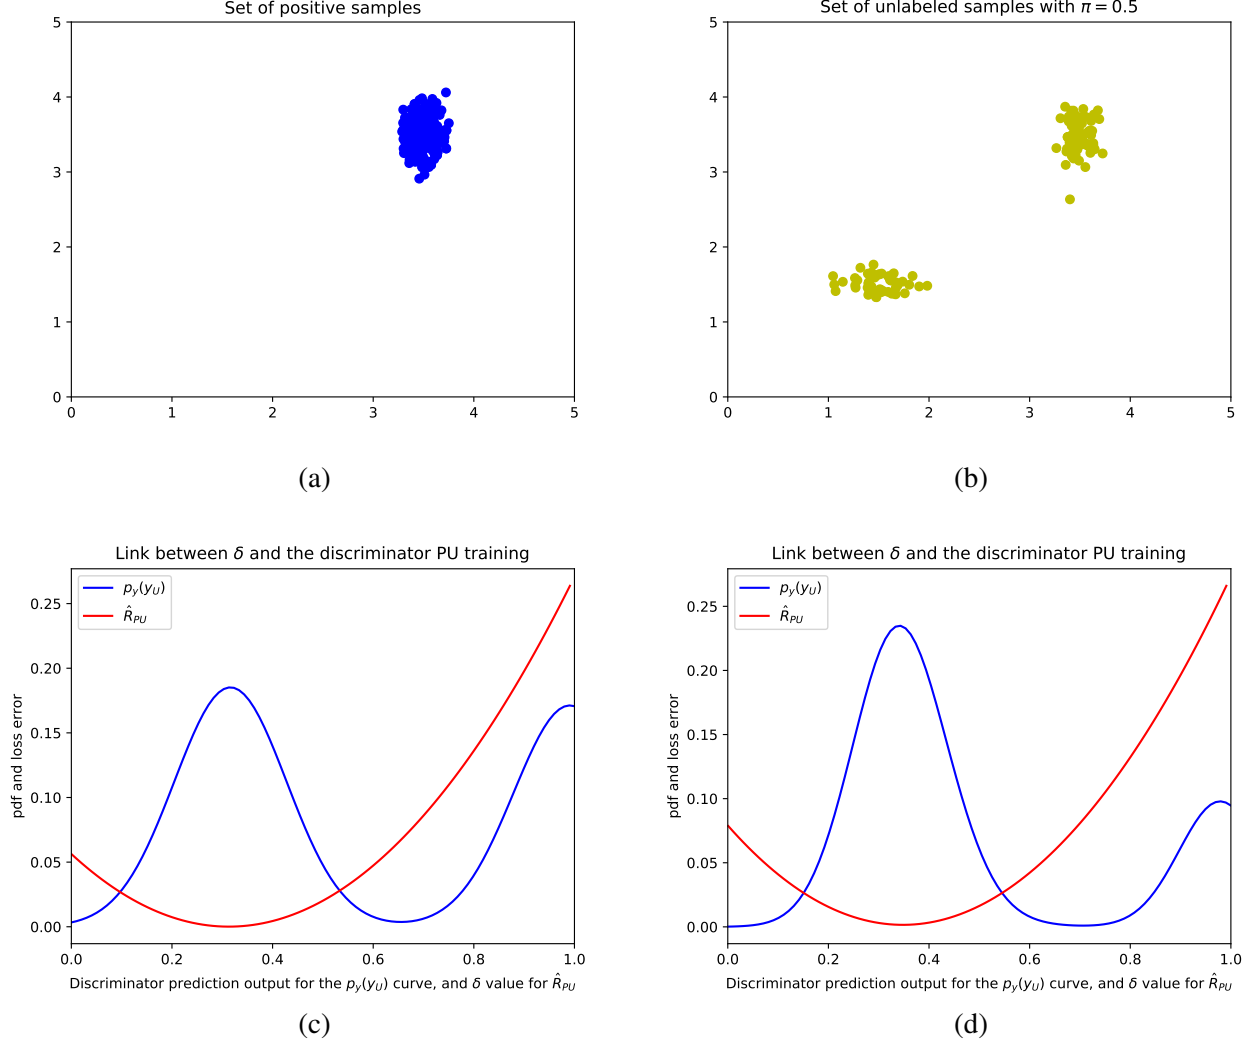 Set of positive samples
5
4
3
2
1
0
0 1 2 3 4 5
(a)
Set of unlabeled samples with π = 0.5
5
4
3
2
1
0
0 1 2 3 4 5
(b)
Link between δ and the discriminator PU training
p_y(y_U)
R̂_PU
pdf and loss error
0.25
0.20
0.15
0.10
0.05
0.00
0.0 0.2 0.4 0.6 0.8 1.0
Discriminator prediction output for the p_y(y_U) curve, and δ value for R̂_PU
(c)
Link between δ and the discriminator PU training
p_y(y_U)
R̂_PU
pdf and loss error
0.25
0.20
0.15
0.10
0.05
0.00
0.0 0.2 0.4 0.6 0.8 1.0
Discriminator prediction output for the p_y(y_U) curve, and δ value for R̂_PU
(d)